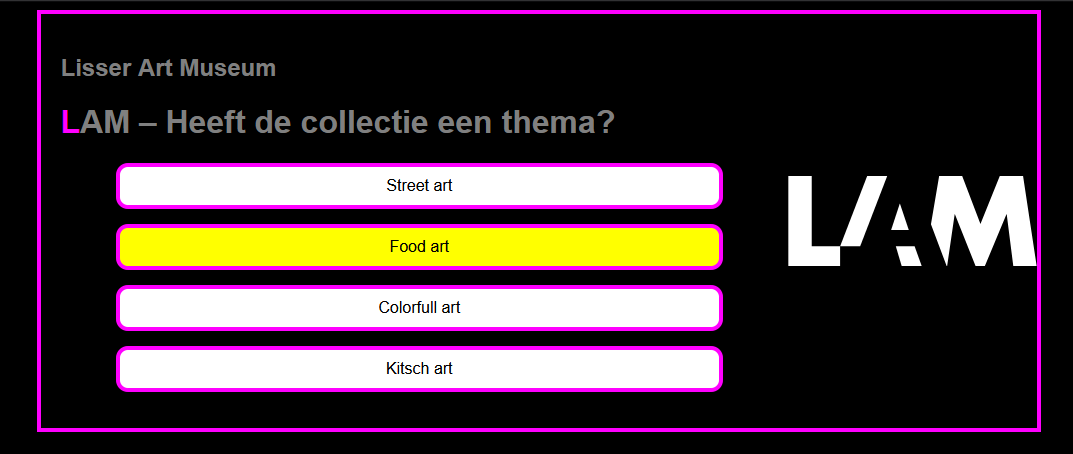 Lisser Art Museum
LAM – Heeft de collectie een thema?
Street art
LAM
Food art
Colorfull art
Kitsch art